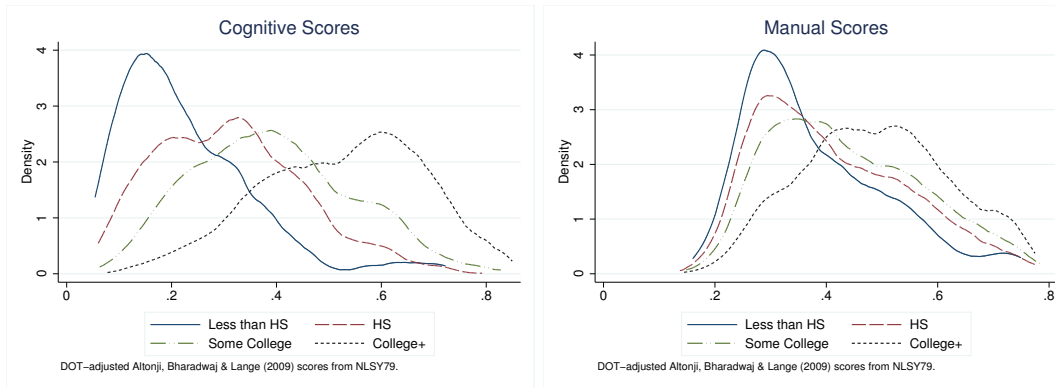 Cognitive Scores
Density
4
3
2
1
0
0 .2 .4 .6 .8
Less than HS HS
Some College College+
DOT−adjusted Altonji, Bharadwaj & Lange (2009) scores from NLSY79.
Manual Scores
Density
4
3
2
1
0
0 .2 .4 .6 .8
Less than HS HS
Some College College+
DOT−adjusted Altonji, Bharadwaj & Lange (2009) scores from NLSY79.